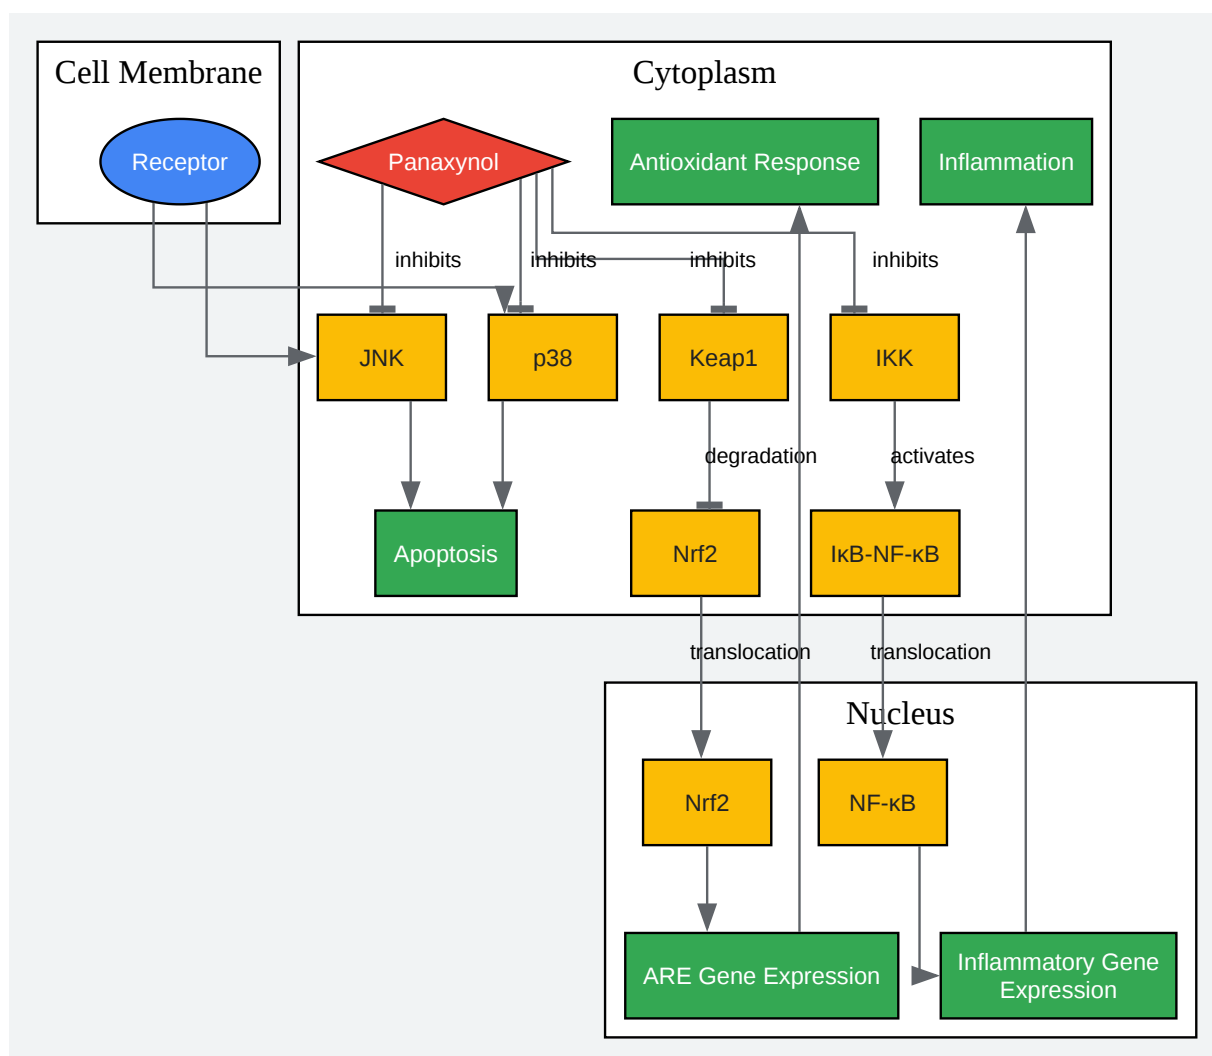 Cell Membrane
Cytoplasm
Receptor
Panaxynol
Antioxidant Response
Inflammation
inhibits
inhibits
inhibits
inhibits
JNK
p38
Keap1
IKK
degradation
activates
Apoptosis
Nrf2
IκB-NF-κB
translocation
translocation
Nucleus
Nrf2
NF-κB
ARE Gene Expression
Inflammatory Gene
Expression